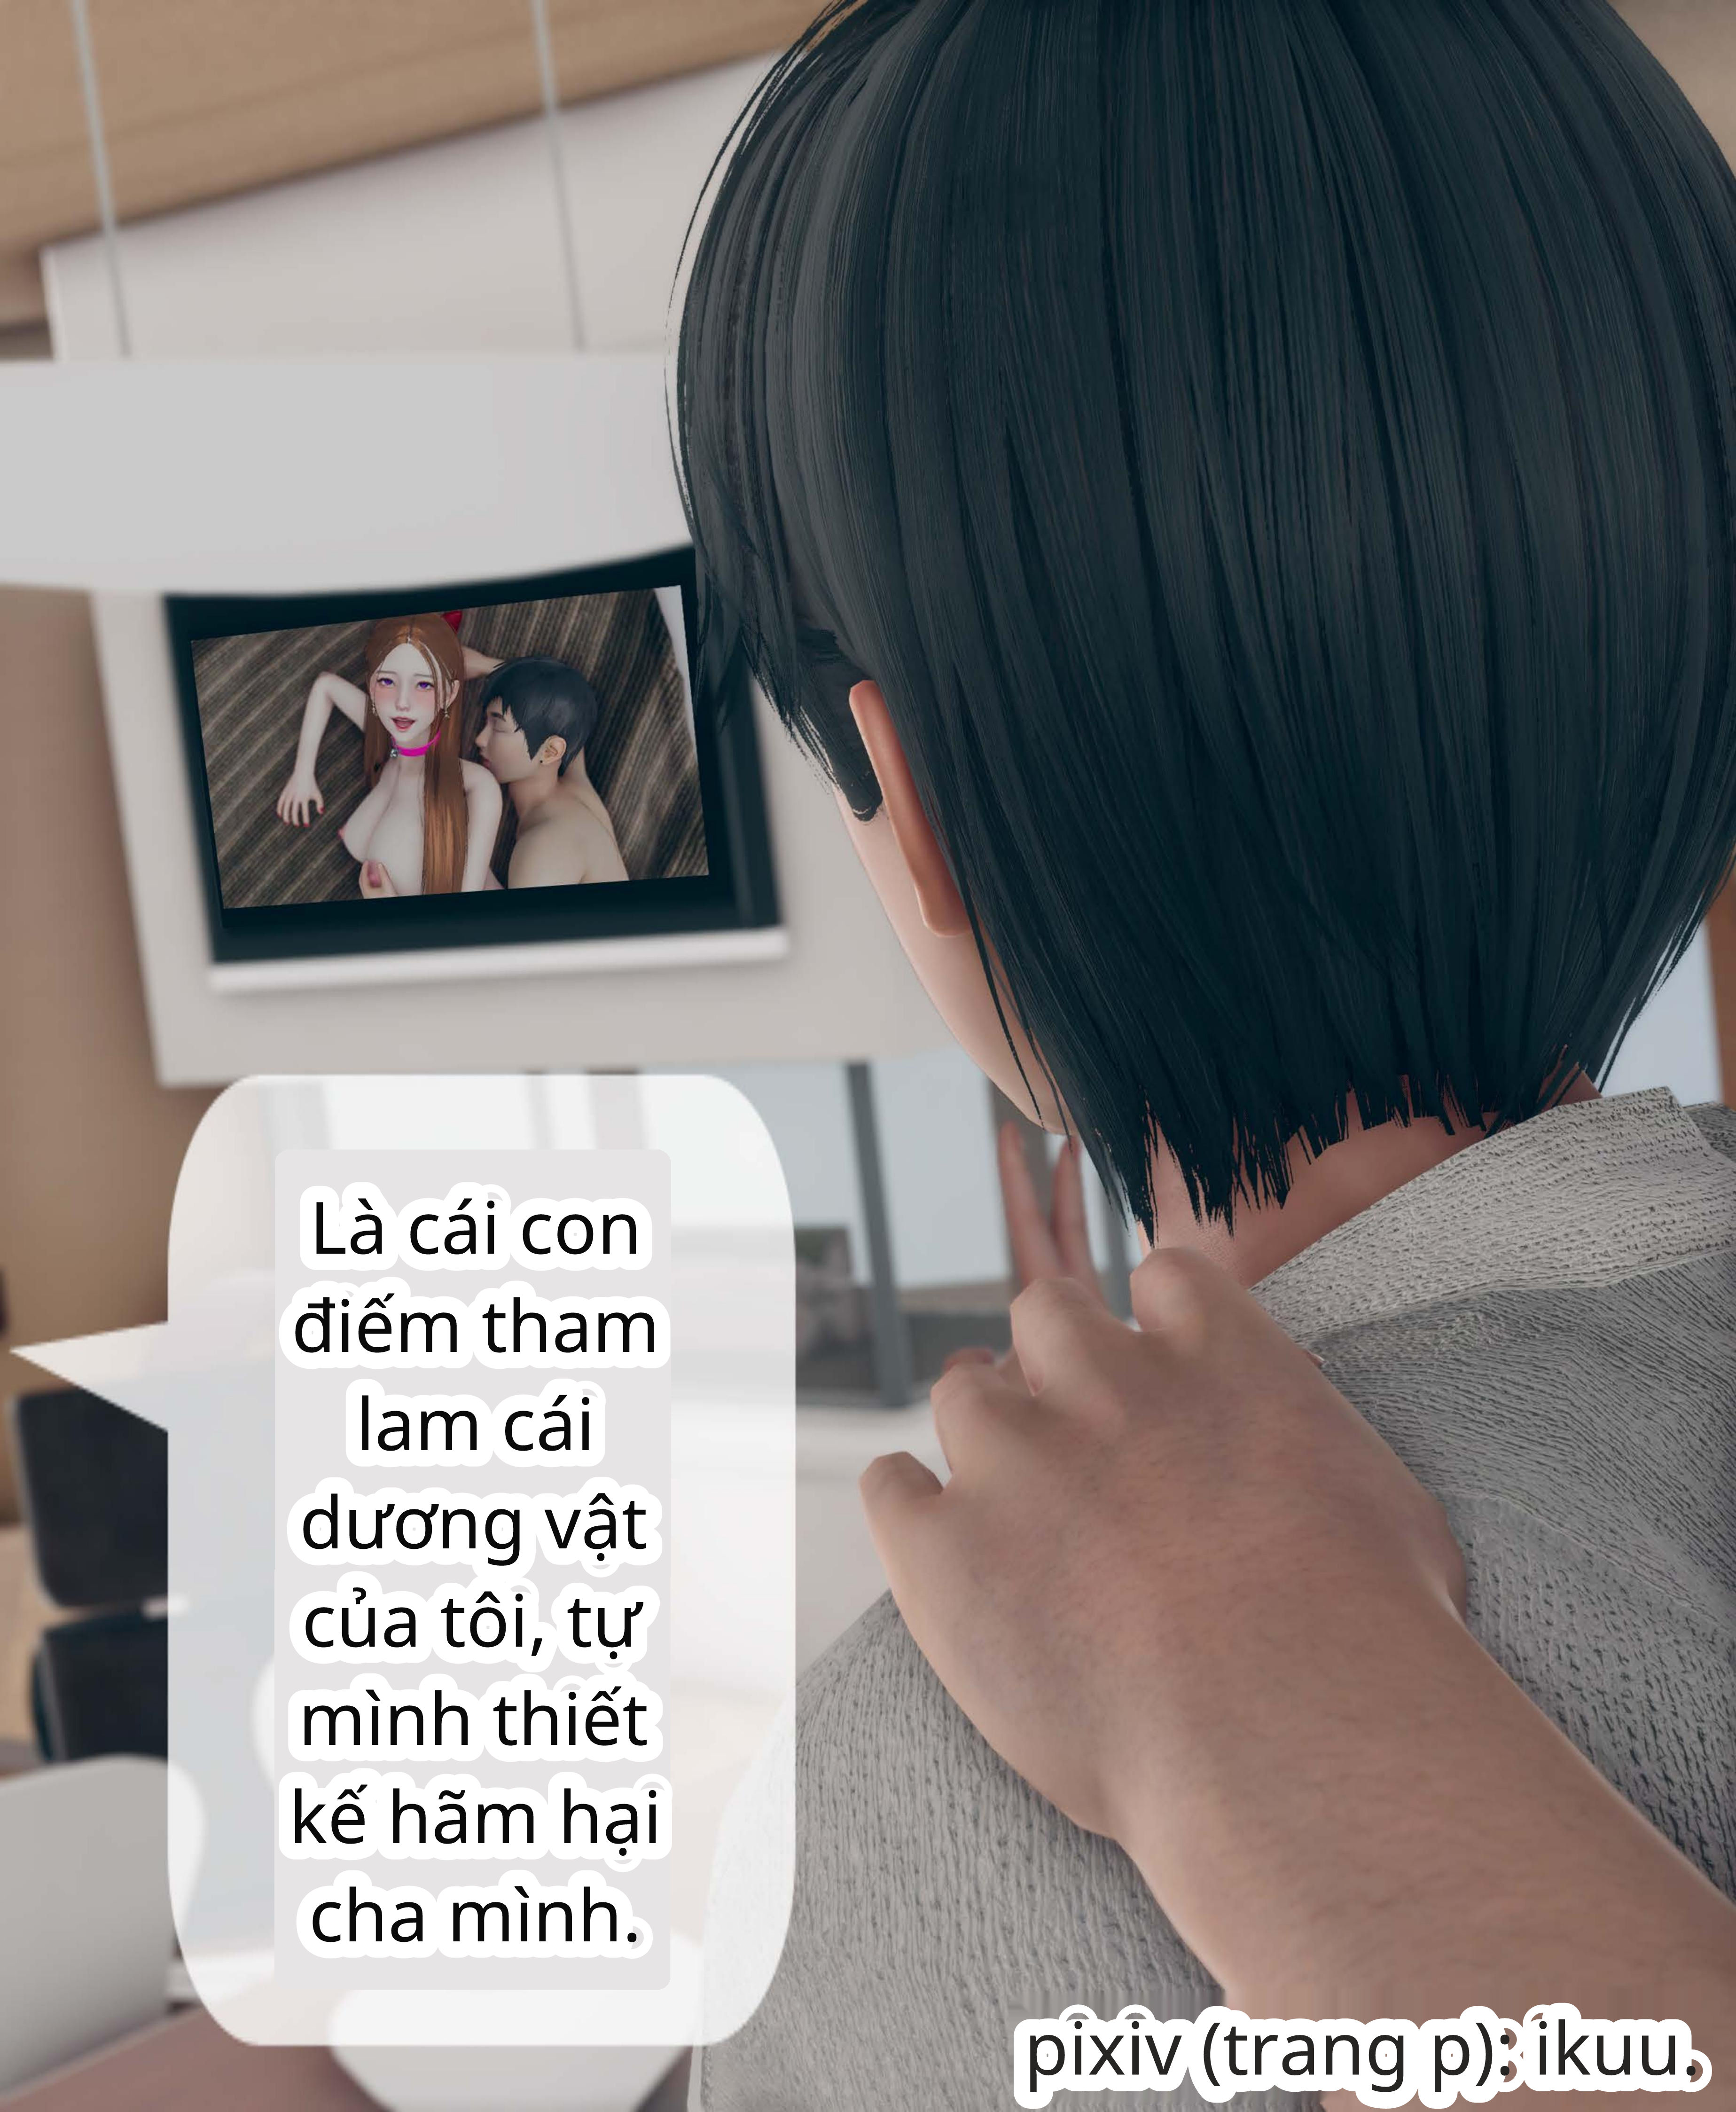 Là cái con
điếm tham
lam cái
dương vật
của tôi, tự
mình thiết
kế hãm hại
cha mình.
pixiv (trang p): ikuu.